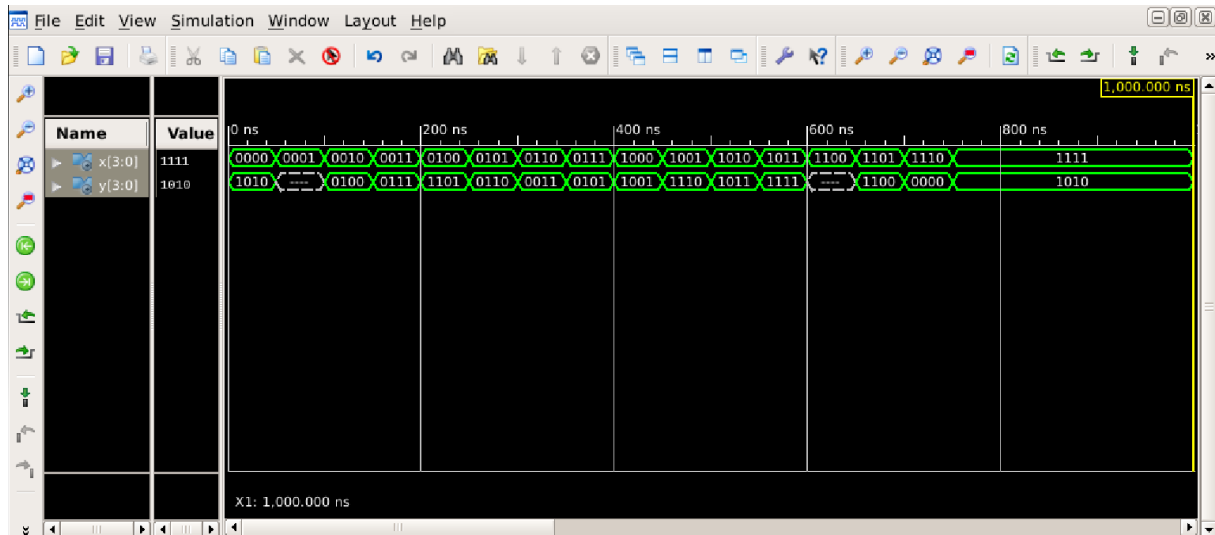 File Edit View Simulation Window Layout Help
»
1,000.000 ns
Name Value
0 ns 200 ns 400 ns 600 ns 800 ns
x[3:0] 1111 0000 0001 0010 0011 0100 0101 0110 0111 1000 1001 1010 1011 1100 1101 1110 1111
y[3:0] 1010 1010 ---- 0100 0111 1101 0110 0011 0101 1001 1110 1011 1111 ---- 1100 0000 1010
X1: 1,000.000 ns